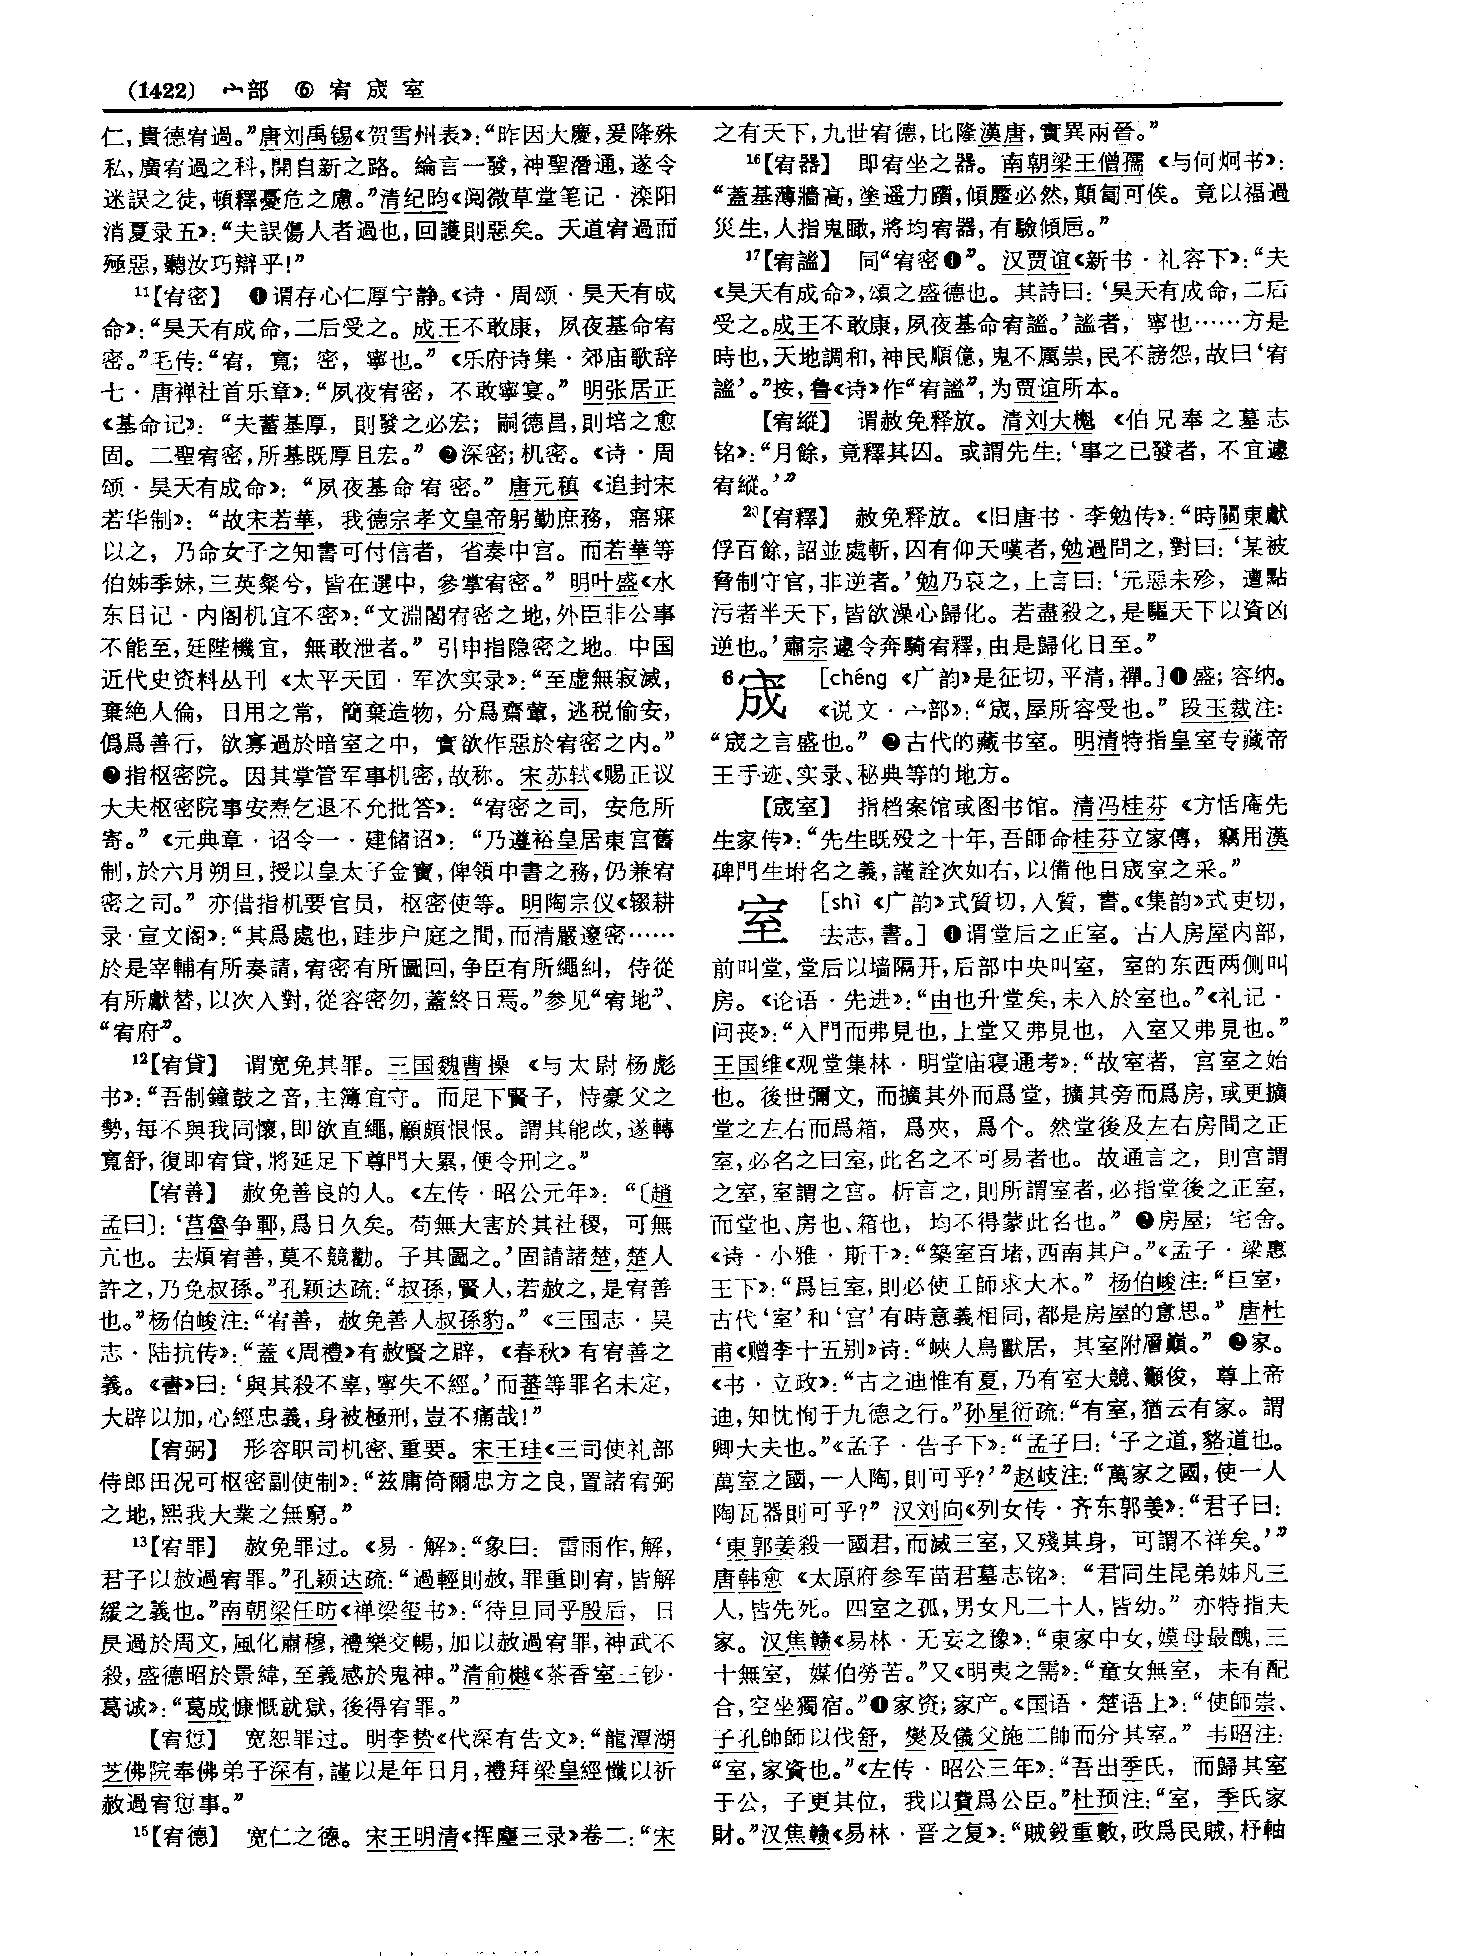 (1422) 宀部 ⑥ 宥宬室
仁，貴德宥過。”唐刘禹锡《贺雪州表》：“昨因大慶，爰降殊
私，廣宥過之科，開自新之路。綸言一發，神聖潛通，遂令
迷誤之徒，頓釋憂危之慮。”清纪昀《阅微草堂笔记·滦阳
消夏录五》：“夫誤傷人者過也，回護則惡矣。天道宥過而
殛惡，聽汝巧辯乎！”
11【宥密】 ❶谓存心仁厚宁静。《诗·周颂·昊天有成
命》：“昊天有成命，二后受之。成王不敢康，夙夜基命宥
密。”毛传：“宥，寬；密，寧也。”《乐府诗集·郊庙歌辞
七·唐禅社首乐章》：“夙夜宥密，不敢寧宴。”明张居正
《基命记》：“夫蓄基厚，則發之必宏；嗣德昌，則培之愈
固。二聖宥密，所基既厚且宏。”❷深密；机密。《诗·周
颂·昊天有成命》：“夙夜基命宥密。”唐元稹《追封宋
若华制》：“故宋若華，我德宗孝文皇帝躬勤庶務，寤寐
以之，乃命女子之知書可付信者，省奏中宫。而若華等
伯姊季妹，三英粲兮，皆在選中，參掌宥密。”明叶盛《水
东日记·内阁机宜不密》：“文淵閣宥密之地，外臣非公事
不能至，廷陛機宜，無敢泄者。”引申指隐密之地。中国
近代史资料丛刊《太平天囯·军次实录》：“至虚無寂滅，
棄絶人倫，日用之常，簡棄造物，分爲齋葷，逃税偷安，
僞爲善行，欲寡過於暗室之中，實欲作惡於宥密之内。”
❸指枢密院。因其掌管军事机密，故称。宋苏轼《赐正议
大夫枢密院事安焘乞退不允批答》：“宥密之司，安危所
寄。”《元典章·诏令一·建储诏》：“乃遵裕皇居東宫舊
制，於六月朔旦，授以皇太子金寶，俾領中書之務，仍兼宥
密之司。”亦借指机要官员，枢密使等。明陶宗仪《辍耕
录·宣文阁》：“其爲處也，跬步户庭之間，而清嚴邃密……
於是宰輔有所奏請，宥密有所圖回，争臣有所繩糾，侍從
有所獻替，以次入對，從容密勿，蓋終日焉。”参见“宥地”、
“宥府”。
12【宥貸】 谓宽免其罪。三国魏曹操《与太尉杨彪
书》：“吾制鐘鼓之音，主簿宜守。而足下賢子，恃豪父之
勢，每不與我同懷，即欲直繩，顧頗恨恨。謂其能改，遂轉
寬舒，復即宥貸，將延足下尊門大累，便令刑之。”
【宥善】 赦免善良的人。《左传·昭公元年》：“〔趙
孟曰〕：‘莒魯争鄆，爲日久矣。苟無大害於其社稷，可無
亢也。去煩宥善，莫不競勸。子其圖之。’固請諸楚，楚人
許之，乃免叔孫。”孔颖达疏：“叔孫，賢人，若赦之，是宥善
也。”杨伯峻注：“宥善，赦免善人叔孫豹。”《三国志·吴
志·陆抗传》：“蓋《周禮》有赦賢之辟，《春秋》有宥善之
義。《書》曰：‘與其殺不辜，寧失不經。’而蕃等罪名未定，
大辟以加，心經忠義，身被極刑，豈不痛哉！”
【宥弼】 形容职司机密、重要。宋王珪《三司使礼部
侍郎田况可枢密副使制》：“兹庸倚爾忠方之良，置諸宥弼
之地，熙我大業之無窮。”
13【宥罪】 赦免罪过。《易·解》：“象曰：雷雨作，解，
君子以赦過宥罪。”孔颖达疏：“過輕則赦，罪重則宥，皆解
緩之義也。”南朝梁任昉《禅梁玺书》：“待旦同乎殷后，日
昃過於周文，風化肅穆，禮樂交暢，加以赦過宥罪，神武不
殺，盛德昭於景緯，至義感於鬼神。”清俞樾《茶香室三钞·
葛诚》：“葛成慷慨就獄，後得宥罪。”
【宥愆】 宽恕罪过。明李贽《代深有告文》：“龍潭湖
芝佛院奉佛弟子深有，謹以是年日月，禮拜梁皇經懺以祈
赦過宥愆事。”
15【宥德】 宽仁之德。宋王明清《挥麈三录》卷二：“宋
之有天下，九世宥德，比隆漢唐，實異兩晉。”
16【宥器】 即宥坐之器。南朝梁王僧孺《与何炯书》：
“蓋基薄牆高，塗遥力躓，傾蹷必然，顛匐可俟。竟以福過
災生，人指鬼瞰，將均宥器，有驗傾巵。”
17【宥謐】 同“宥密❶”。汉贾谊《新书·礼容下》：“夫
《昊天有成命》，頌之盛德也。其詩曰：‘昊天有成命，二后
受之。成王不敢康，夙夜基命宥謐。’謐者，寧也……方是
時也，天地調和，神民順億，鬼不厲祟，民不謗怨，故曰‘宥
謐’。”按，鲁《诗》作“宥謐”，为贾谊所本。
【宥縱】 谓赦免释放。清刘大櫆《伯兄奉之墓志
铭》：“月餘，竟釋其囚。或謂先生：‘事之已發者，不宜遽
宥縱。’”
20【宥釋】 赦免释放。《旧唐书·李勉传》：“時關東獻
俘百餘，詔並處斬，囚有仰天嘆者，勉過問之，對曰：‘某被
脅制守官，非逆者。’勉乃哀之，上言曰：‘元惡未殄，遭點
污者半天下，皆欲澡心歸化。若盡殺之，是驅天下以資凶
逆也。’肅宗遽令奔騎宥釋，由是歸化日至。”
6宬 [chéng《广韵》是征切，平清，禪。]❶盛；容纳。
《说文·宀部》：“宬，屋所容受也。”段玉裁注：
“宬之言盛也。”❷古代的藏书室。明清特指皇室专藏帝
王手迹、实录、秘典等的地方。
【宬室】 指档案馆或图书馆。清冯桂芬《方恬庵先
生家传》：“先生既殁之十年，吾師命桂芬立家傳，竊用漢
碑門生坿名之義，謹詮次如右，以備他日宬室之采。”
室 [shì《广韵》式質切，入質，書。《集韵》式吏切，
去志，書。]❶谓堂后之正室。古人房屋内部，
前叫堂，堂后以墙隔开，后部中央叫室，室的东西两侧叫
房。《论语·先进》：“由也升堂矣，未入於室也。”《礼记·
问丧》：“入門而弗見也，上堂又弗見也，入室又弗見也。”
王国维《观堂集林·明堂庙寝通考》：“故室者，宫室之始
也。後世彌文，而擴其外而爲堂，擴其旁而爲房，或更擴
堂之左右而爲箱，爲夾，爲个。然堂後及左右房間之正
室，必名之曰室，此名之不可易者也。故通言之，則宫謂
之室，室謂之宫。析言之，則所謂室者，必指堂後之正室，
而堂也、房也、箱也，均不得蒙此名也。”❷房屋；宅舍。
《诗·小雅·斯干》：“築室百堵，西南其户。”《孟子·梁惠
王下》：“爲巨室，則必使工師求大木。”杨伯峻注：“巨室，
古代‘室’和‘宫’有時意義相同，都是房屋的意思。”唐杜
甫《赠李十五别》诗：“峽人鳥獸居，其室附層巔。”❸家。
《书·立政》：“古之迪惟有夏，乃有室大競、籲俊，尊上帝
迪，知忱恂于九德之行。”孙星衍疏：“有室，猶云有家。謂
卿大夫也。”《孟子·告子下》：“孟子曰：‘子之道，貉道也。
萬室之國，一人陶，則可乎？’”赵岐注：“萬家之國，使一人
陶瓦器則可乎？”汉刘向《列女传·齐东郭姜》：“君子曰：
‘東郭姜殺一國君，而滅三室，又殘其身，可謂不祥矣。’”
唐韩愈《太原府参军苗君墓志铭》：“君同生昆弟姊凡三
人，皆先死。四室之孤，男女凡二十人，皆幼。”亦特指夫
家。汉焦赣《易林·无妄之豫》：“東家中女，嫫母最醜，三
十無室，媒伯勞苦。”又《明夷之需》：“童女無室，未有配
合，空坐獨宿。”❹家资；家产。《国语·楚语上》：“使師崇、
子孔帥師以伐舒，燮及儀父施二帥而分其室。”韦昭注：
“室，家資也。”《左传·昭公三年》：“吾出季氏，而歸其室
于公，子更其位，我以費爲公臣。”杜预注：“室，季氏家
財。”汉焦赣《易林·晋之复》：“賊殺重數，政爲民賊，杼軸